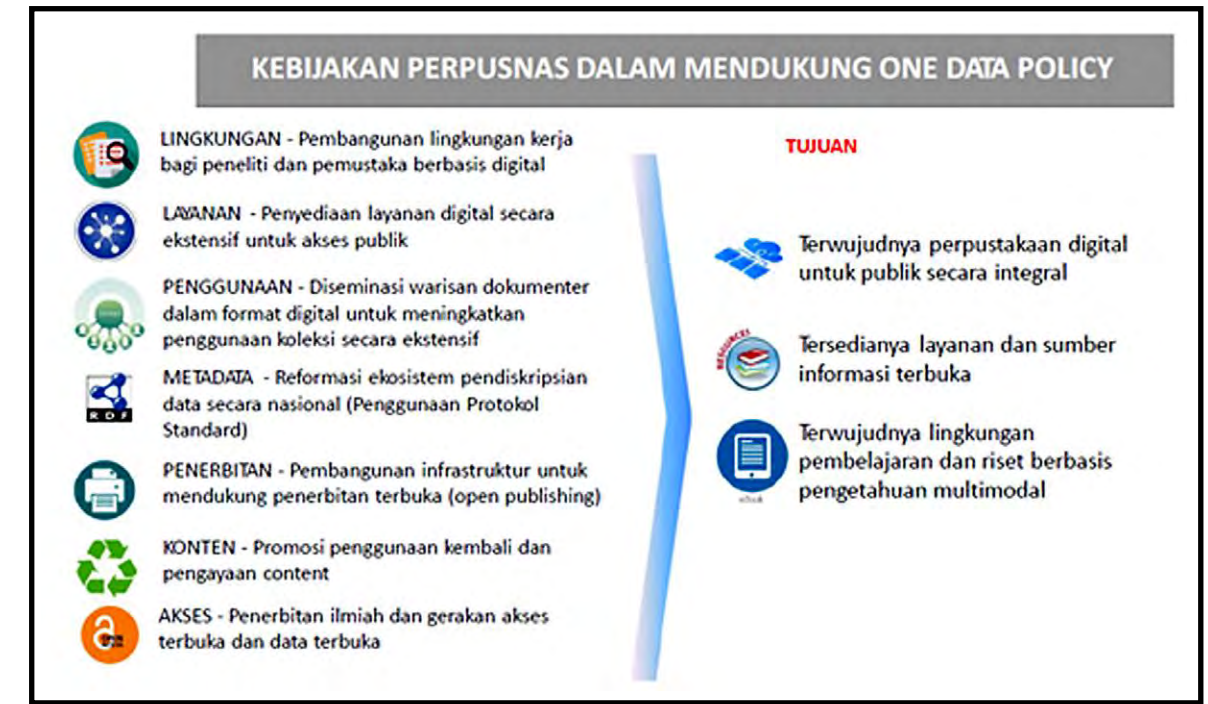 KEBIJAKAN PERPUSNAS DALAM MENDUKUNG ONE DATA POLICY
LINGKUNGAN - Pembangunan lingkungan kerja
bagi peneliti dan pemustaka berbasis digital
LAYANAN - Penyediaan layanan digital secara
ekstensif untuk akses publik
PENGGUNAAN - Diseminasi warisan dokumenter
dalam format digital untuk meningkatkan
penggunaan koleksi secara ekstensif
METADATA - Reformasi ekosistem pendiskripsian
data secara nasional (Penggunaan Protokol
Standard)
RDF
PENERBITAN - Pembangunan infrastruktur untuk
mendukung penerbitan terbuka (open publishing)
KONTEN - Promosi penggunaan kembali dan
pengayaan content
AKSES - Penerbitan ilmiah dan gerakan akses
terbuka dan data terbuka
TUJUAN
Terwujudnya perpustakaan digital
untuk publik secara integral
RESOURCES
Tersedianya layanan dan sumber
informasi terbuka
Terwujudnya lingkungan
pembelajaran dan riset berbasis
pengetahuan multimodal